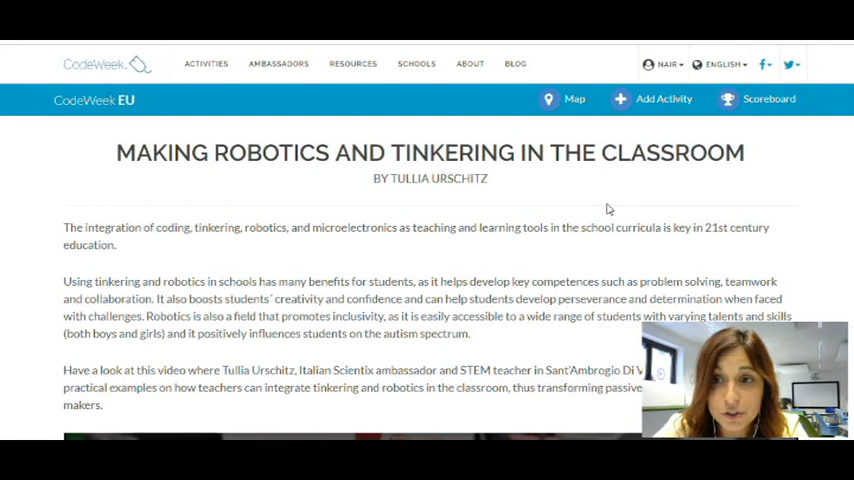 CodeWeek ACTIVITIES AMBASSADORS RESOURCES SCHOOLS ABOUT BLOG NAIR ENGLISH
CodeWeek EU Map Add Activity Scoreboard
MAKING ROBOTICS AND TINKERING IN THE CLASSROOM
BY TULLIA URSCHITZ
The integration of coding, tinkering, robotics, and microelectronics as teaching and learning tools in the school curricula is key in 21st century
education.
Using tinkering and robotics in schools has many benefits for students, as it helps develop key competences such as problem solving, teamwork
and collaboration. It also boosts students´ creativity and confidence and can help students develop perseverance and determination when faced
with challenges. Robotics is also a field that promotes inclusivity, as it is easily accessible to a wide range of students with varying talents and skills
(both boys and girls) and it positively influences students on the autism spectrum.
Have a look at this video where Tullia Urschitz, Italian Scientix ambassador and STEM teacher in Sant'Ambrogio Di
practical examples on how teachers can integrate tinkering and robotics in the classroom, thus transforming passive
makers.